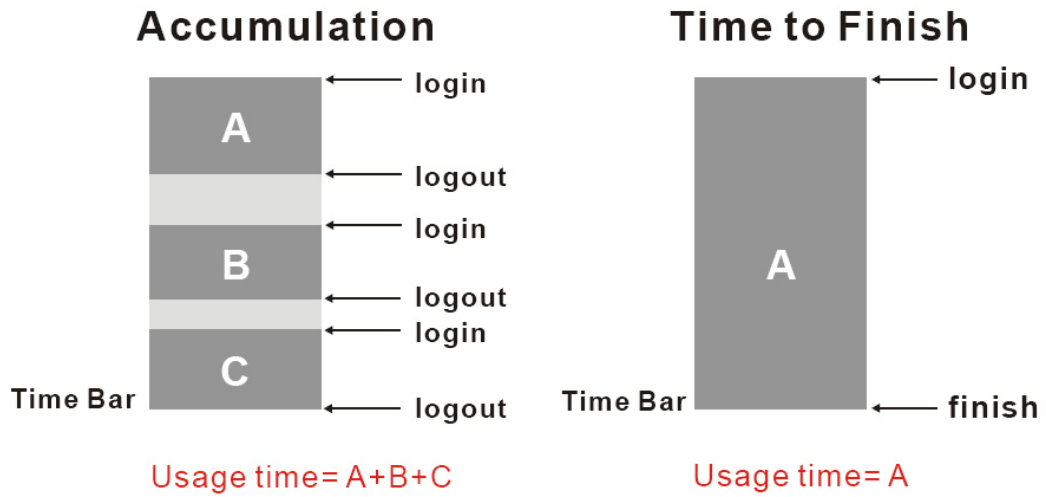 Accumulation
login
A
logout
login
B
logout
login
C
Time Bar
logout
Usage time= A+B+C
Time to Finish
login
A
Time Bar
finish
Usage time= A